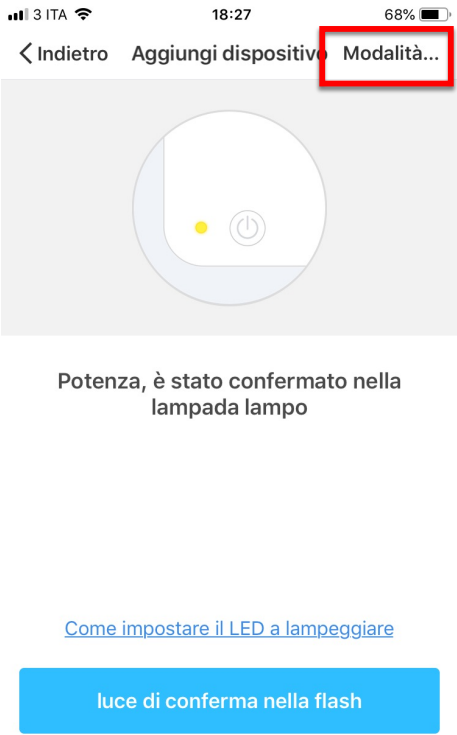 3 ITA 18:27 68%
Indietro Aggiungi dispositivo Modalità...
Potenza, è stato confermato nella
lampada lampo
Come impostare il LED a lampeggiare
luce di conferma nella flash